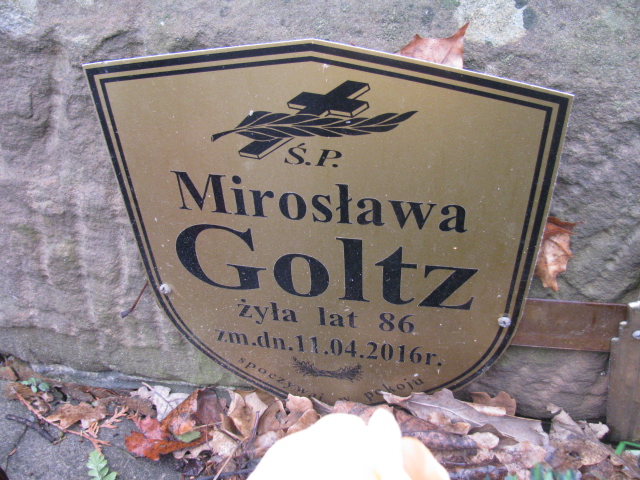 Ś.P.
Mirosława
Goltz
żyła lat 86
zm.dn.11.04.2016r.
spoczywaj w pokoju